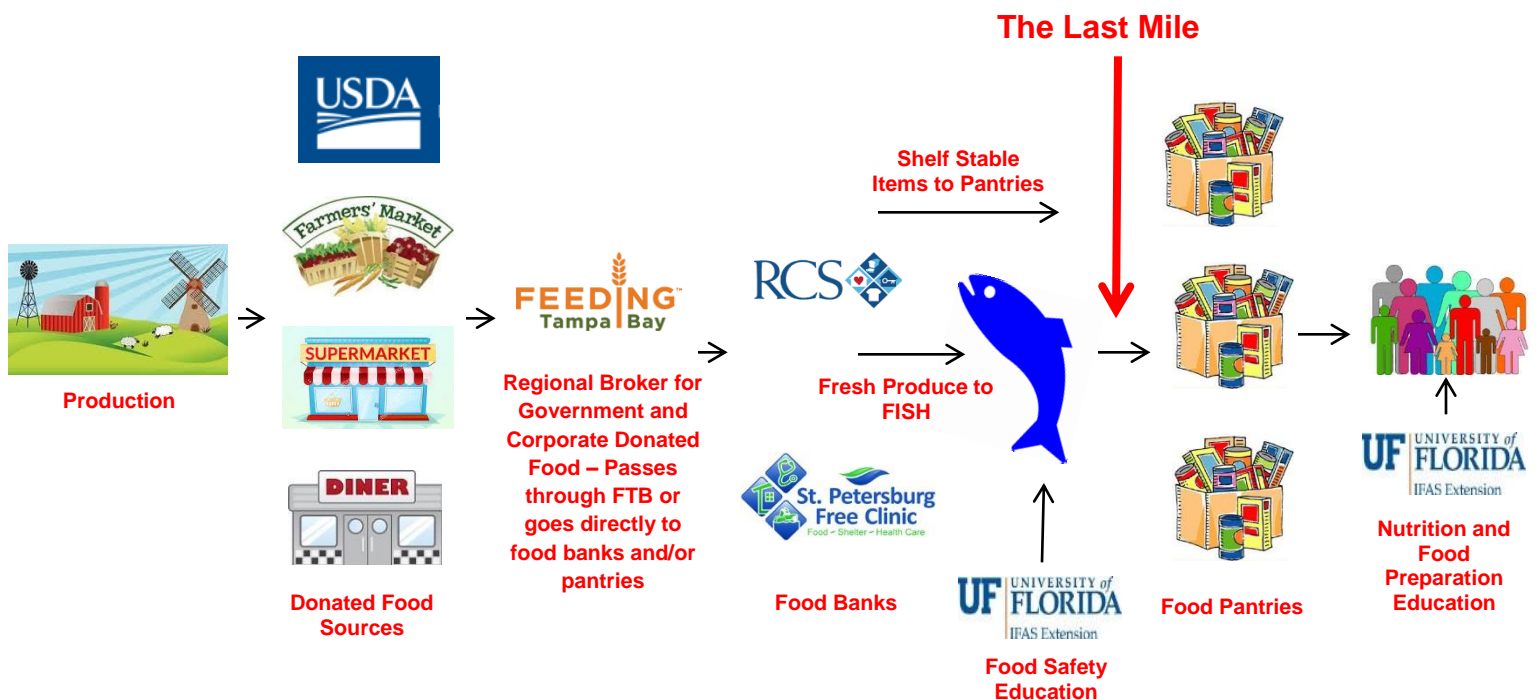 The Last Mile
USDA
Farmers' Market
SUPERMARKET
DINER
Production
Donated Food
Sources
FEEDING™
Tampa Bay
Regional Broker for
Government and
Corporate Donated
Food – Passes
through FTB or
goes directly to
food banks and/or
pantries
Shelf Stable
Items to Pantries
RCS
Fresh Produce to
FISH
St. Petersburg
Free Clinic
Food – Shelter – Health Care
Food Banks
UF UNIVERSITY of
FLORIDA
IFAS Extension
Food Safety
Education
Food Pantries
UF UNIVERSITY of
FLORIDA
IFAS Extension
Nutrition and
Food
Preparation
Education